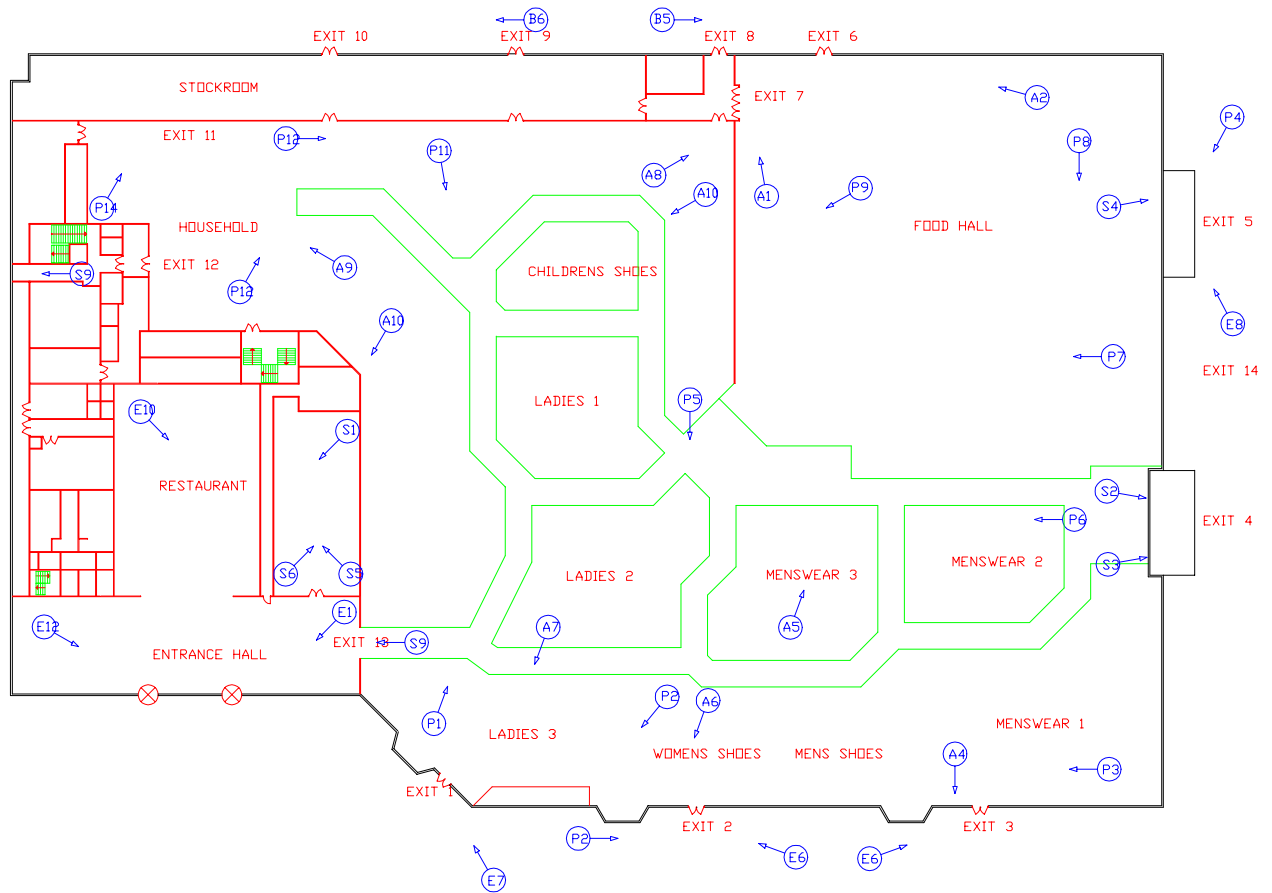 B6
B5
EXIT 10
EXIT 9
EXIT 8
EXIT 6
STOCKROOM
EXIT 7
A2
P4
EXIT 11
P12
P11
P8
A8
A10
A1
P9
P14
S4
HOUSEHOLD
FOOD HALL
EXIT 5
EXIT 12
S9
A9
CHILDRENS SHOES
P12
A10
E8
P7
EXIT 14
LADIES 1
P5
E10
S1
RESTAURANT
S2
P6
EXIT 4
S6
S5
LADIES 2
MENSWEAR 3
MENSWEAR 2
S3
E1
E12
EXIT 13
S9
A7
A5
ENTRANCE HALL
P1
P2
A6
LADIES 3
MENSWEAR 1
WOMENS SHOES
MENS SHOES
A4
P3
EXIT 1
EXIT 2
EXIT 3
P2
E6
E6
E7